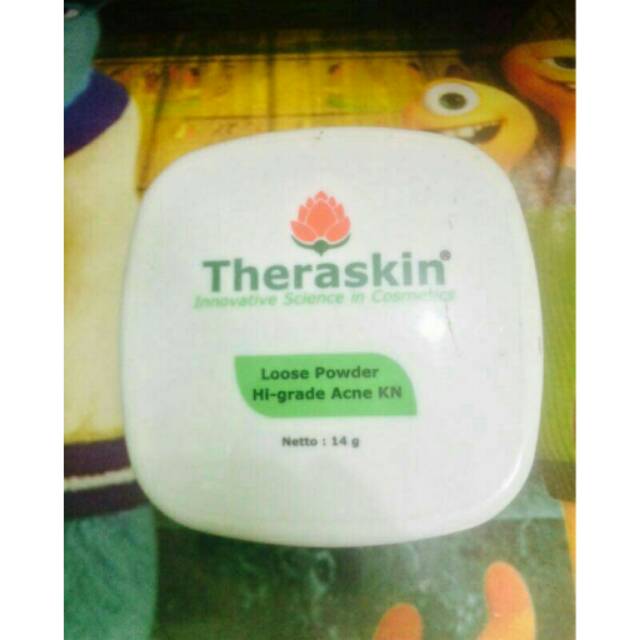 Theraskin®
Innovative Science in Cosmetics
Loose Powder
Hi-grade Acne KN
Netto : 14 g